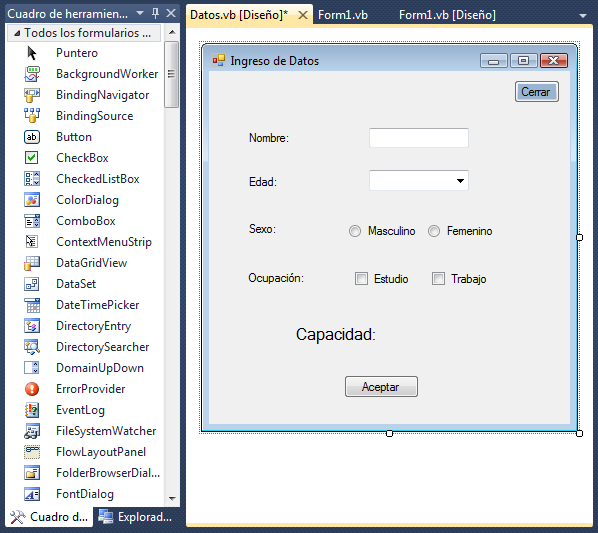 Cuadro de herramien...
Todos los formularios ...
Puntero
BackgroundWorker
BindingNavigator
BindingSource
Button
CheckBox
CheckedListBox
ColorDialog
ComboBox
ContextMenuStrip
DataGridView
DataSet
DateTimePicker
DirectoryEntry
DirectorySearcher
DomainUpDown
ErrorProvider
EventLog
FileSystemWatcher
FlowLayoutPanel
FolderBrowserDial...
FontDialog
Cuadro d... Explorad...
Datos.vb [Diseño]* Form1.vb Form1.vb [Diseño]
Ingreso de Datos
Cerrar
Nombre:
Edad:
Sexo: Masculino Femenino
Ocupación: Estudio Trabajo
Capacidad:
Aceptar